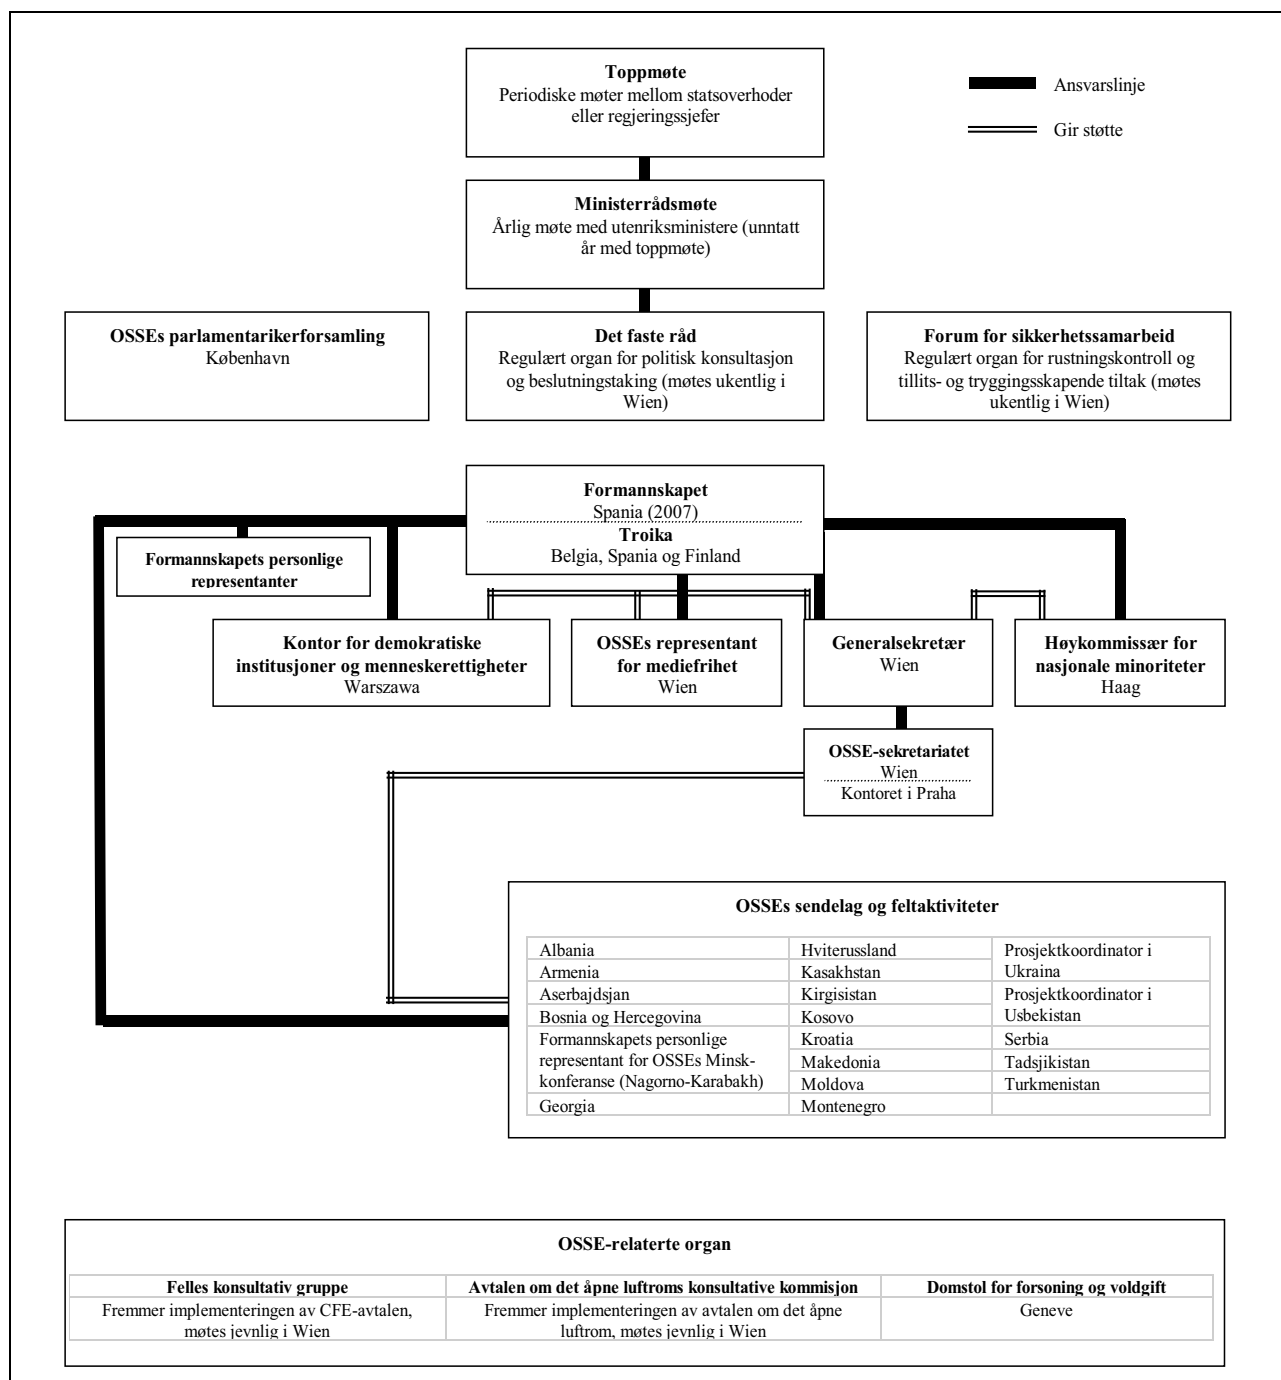 Toppmøte
Periodiske møter mellom statsoverhoder
eller regjeringssjefer
Ansvarslinje
Gir støtte
Ministerrådsmøte
Årlig møte med utenriksministere (unntatt
år med toppmøte)
OSSEs parlamentarikerforsamling
København
Det faste råd
Regulært organ for politisk konsultasjon
og beslutningstaking (møtes ukentlig i
Wien)
Forum for sikkerhetssamarbeid
Regulært organ for rustningskontroll og
tillits- og tryggingsskapende tiltak (møtes
ukentlig i Wien)
Formannskapet
Spania (2007)
Troika
Belgia, Spania og Finland
Formannskapets personlige
representanter
Kontor for demokratiske
institusjoner og menneskerettigheter
Warszawa
OSSEs representant
for mediefrihet
Wien
Generalsekretær
Wien
Høykommissær for
nasjonale minoriteter
Haag
OSSE-sekretariatet
Wien
Kontoret i Praha
OSSEs sendelag og feltaktiviteter
Albania
Armenia
Aserbajdsjan
Bosnia og Hercegovina
Formannskapets personlige
representant for OSSEs Minsk-
konferanse (Nagorno-Karabakh)
Georgia
Hviterussland
Kasakhstan
Kirgisistan
Kosovo
Kroatia
Makedonia
Moldova
Montenegro
Prosjektkoordinator i
Ukraina
Prosjektkoordinator i
Usbekistan
Serbia
Tadsjikistan
Turkmenistan
OSSE-relaterte organ
Felles konsultativ gruppe
Fremmer implementeringen av CFE-avtalen,
møtes jevnlig i Wien
Avtalen om det åpne luftroms konsultative kommisjon
Fremmer implementeringen av avtalen om det åpne
luftrom, møtes jevnlig i Wien
Domstol for forsoning og voldgift
Geneve